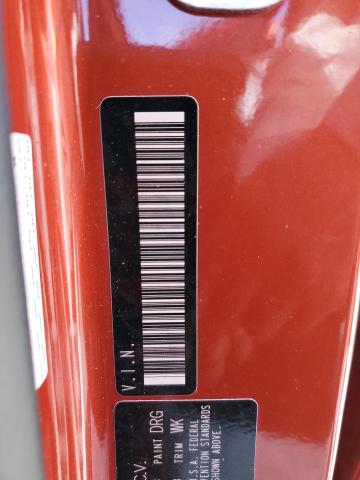 V.I.N.
C.V.
PAINT DRG
TRIM WK
U.S.A. FEDERAL
VENTION STANDARDS
SHOWN ABOVE.